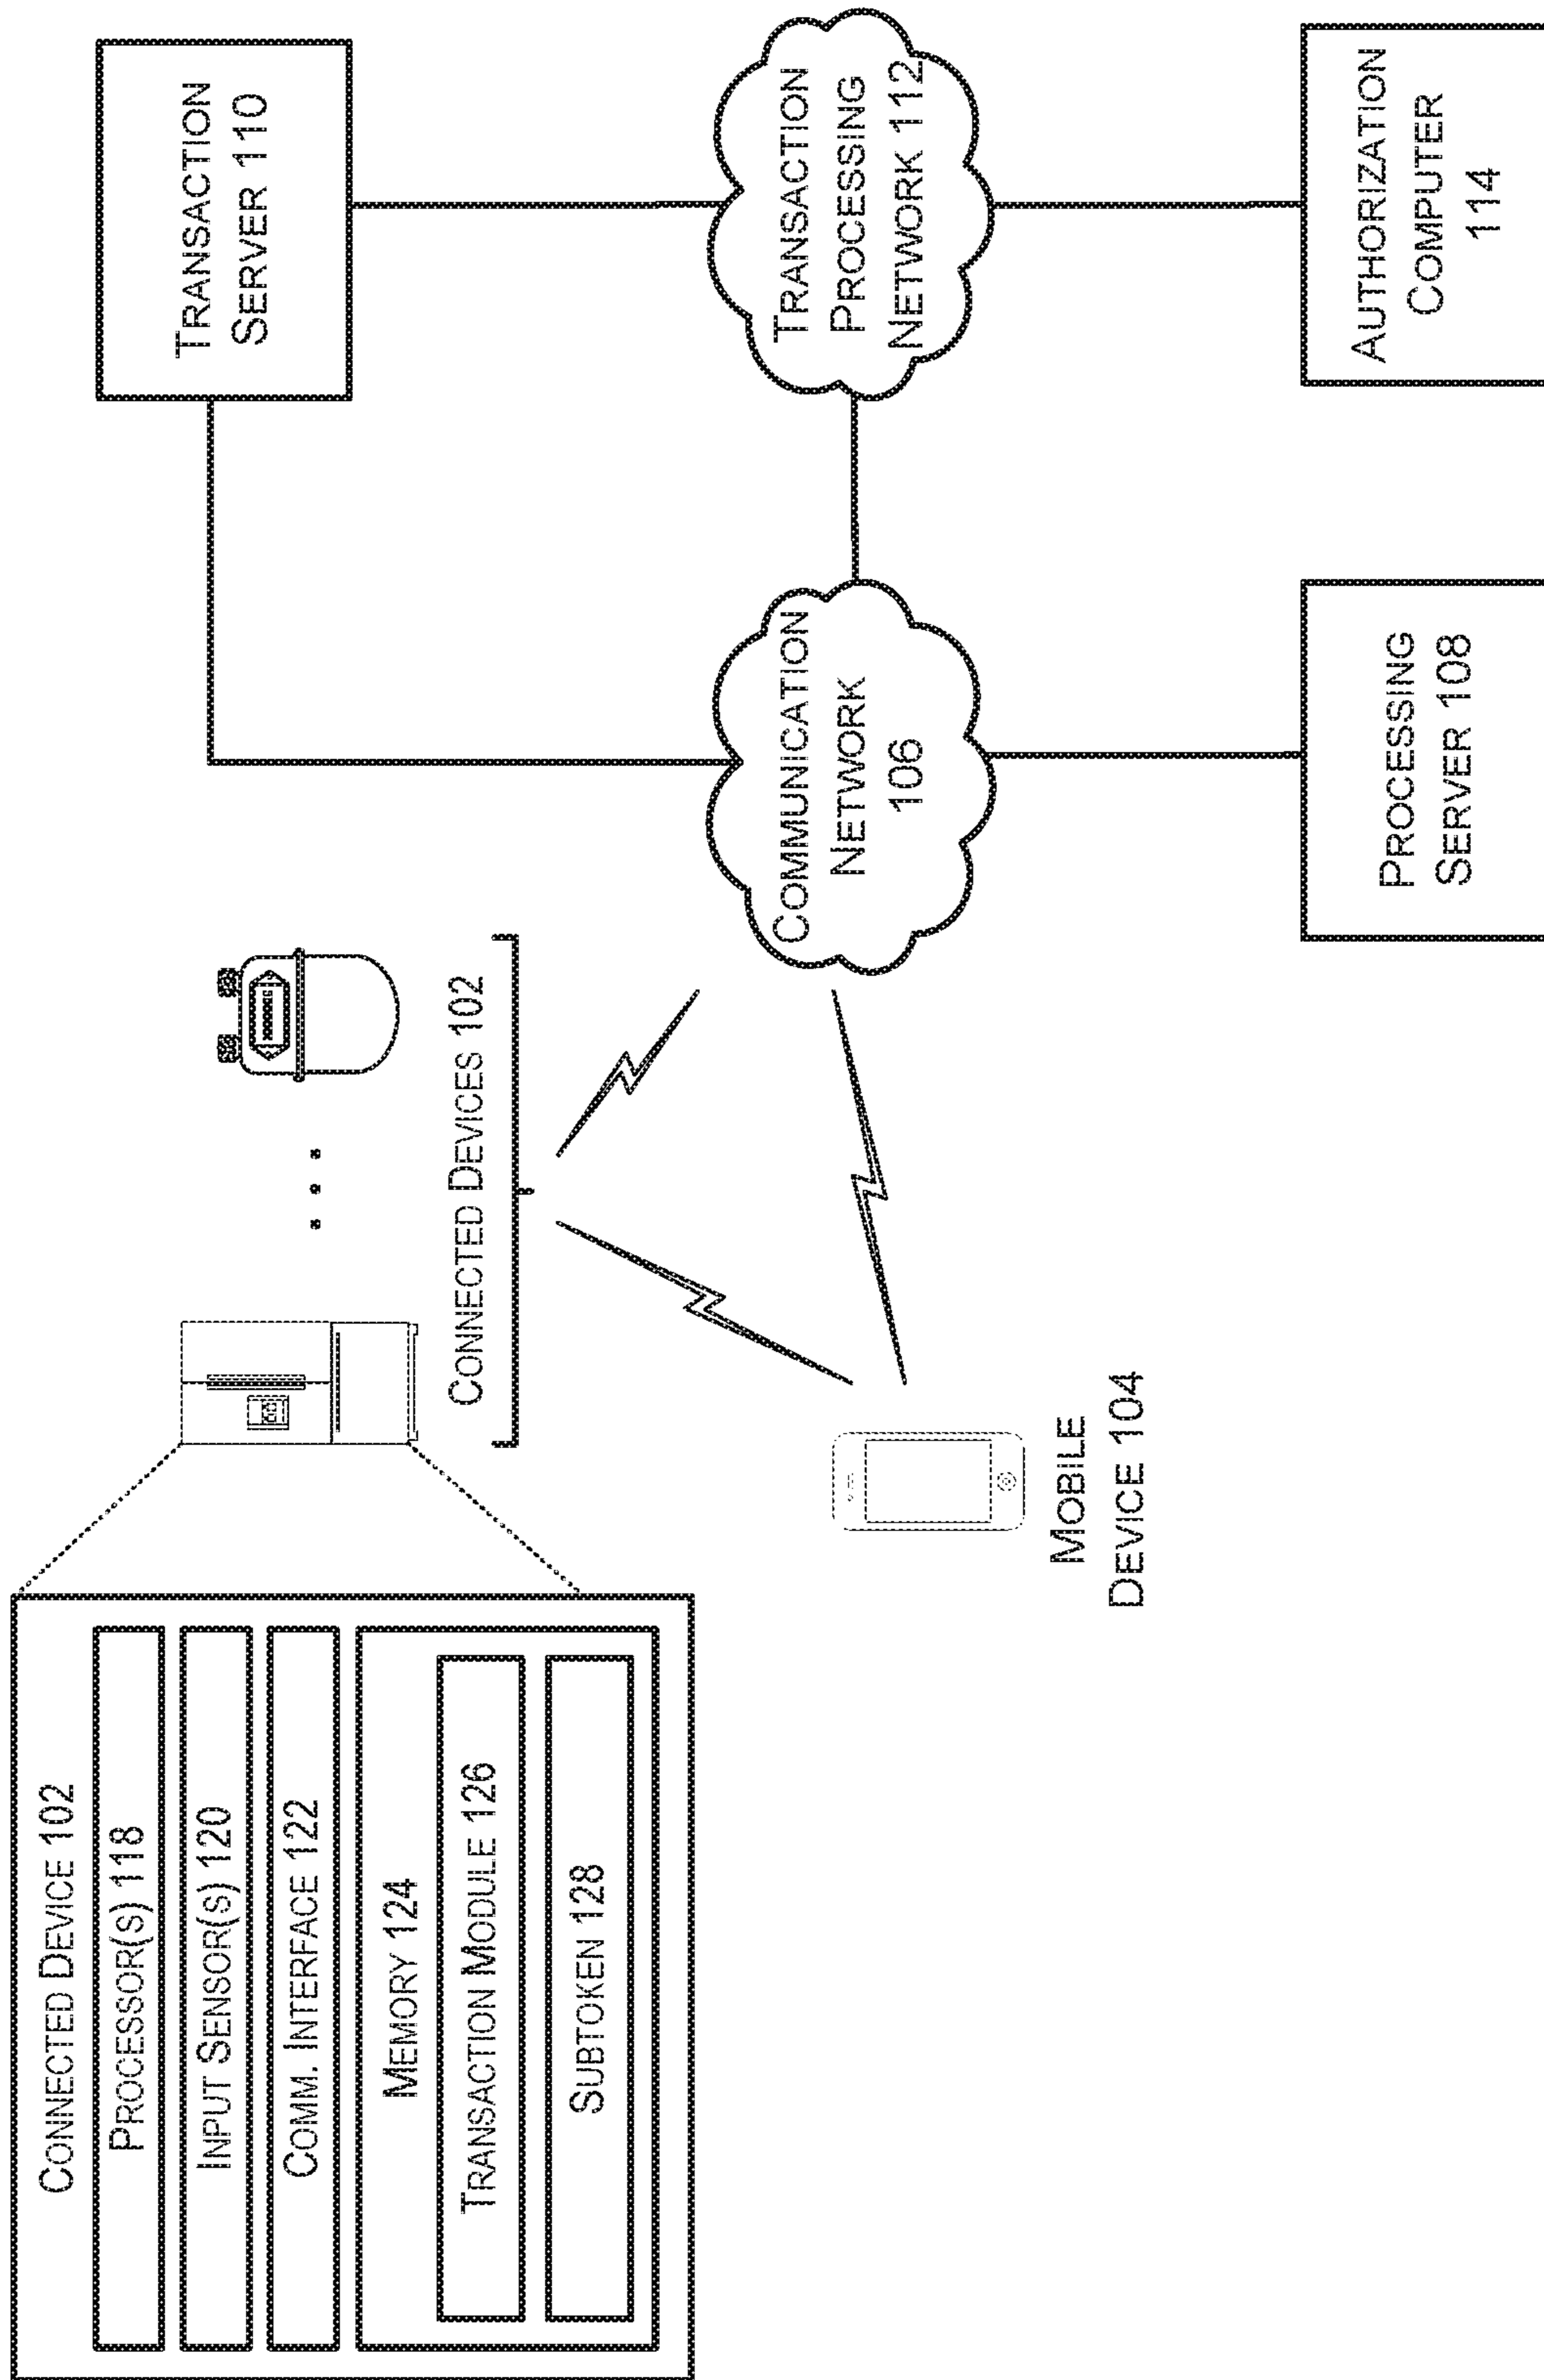 CONNECTED DEVICE 102
PROCESSOR(S) 118
INPUT SENSOR(S) 120
COMM. INTERFACE 122
MEMORY 124
TRANSACTION MODULE 126
SUBTOKEN 128
CONNECTED DEVICES 102
MOBILE
DEVICE 104
COMMUNICATION
NETWORK
106
PROCESSING
SERVER 108
TRANSACTION
SERVER 110
TRANSACTION
PROCESSING
NETWORK 112
AUTHORIZATION
COMPUTER
114